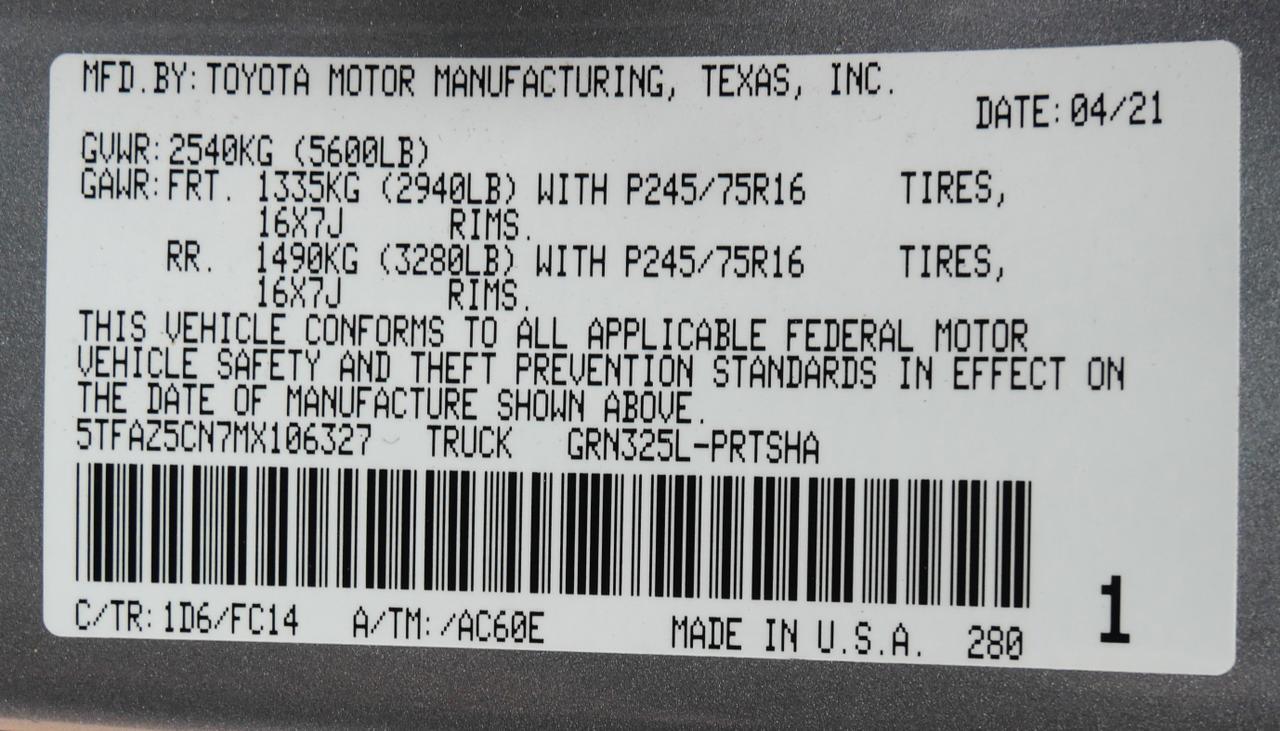 MFD.BY: TOYOTA MOTOR MANUFACTURING, TEXAS, INC.
DATE: 04/21
GVWR: 2540KG (5600LB)
GAWR: FRT. 1335KG (2940LB) WITH P245/75R16 TIRES,
16X7J RIMS.
RR. 1490KG (3280LB) WITH P245/75R16 TIRES,
16X7J RIMS.
THIS VEHICLE CONFORMS TO ALL APPLICABLE FEDERAL MOTOR
VEHICLE SAFETY AND THEFT PREVENTION STANDARDS IN EFFECT ON
THE DATE OF MANUFACTURE SHOWN ABOVE.
5TFAZ5CN7MX106327 TRUCK GRN325L-PRTSHA
C/TR: 1D6/FC14 A/TM: /AC60E MADE IN U.S.A. 280 1